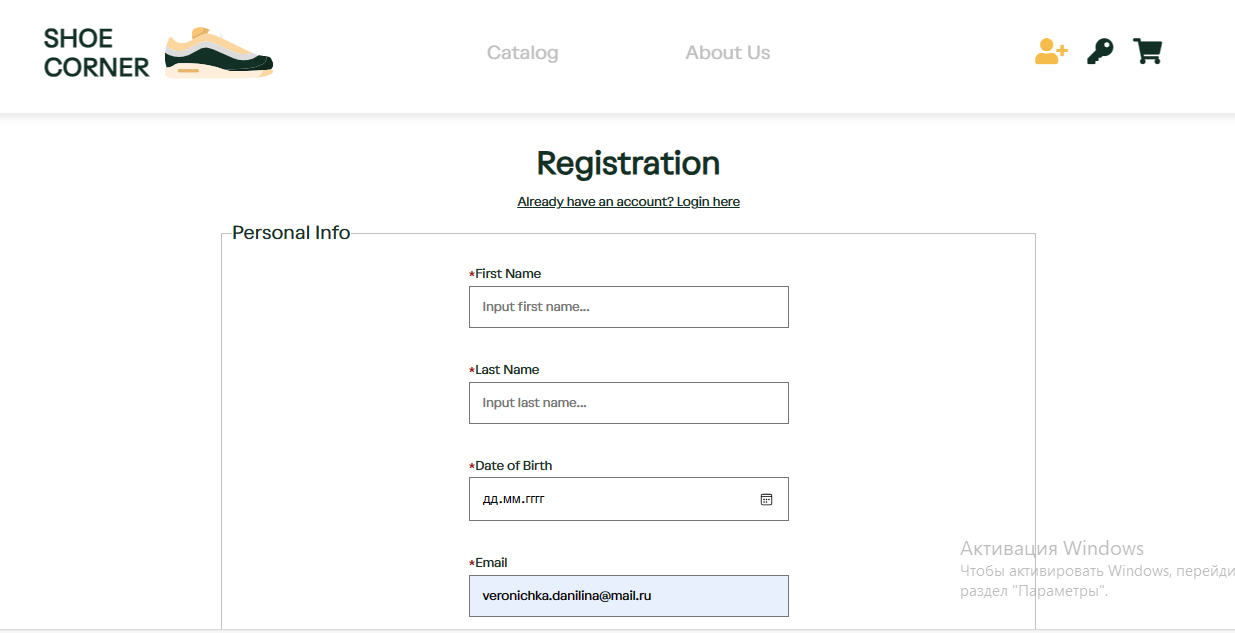 SHOE
CORNER
Catalog
About Us
Registration
Already have an account? Login here
Personal Info
*First Name
Input first name...
*Last Name
Input last name...
*Date of Birth
дд.мм.гггг
*Email
veronichka.danilina@mail.ru
Активация Windows
Чтобы активировать Windows, перейди
раздел "Параметры".